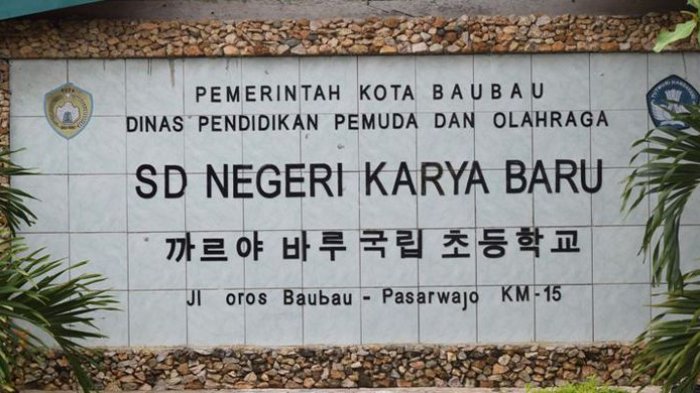 PEMERINTAH KOTA BAUBAU
DINAS PENDIDIKAN PEMUDA DAN OLAHRAGA
SD NEGERI KARYA BARU
까르야 바루 국립 초등학교
Jl oros Baubau - Pasarwajo KM-15